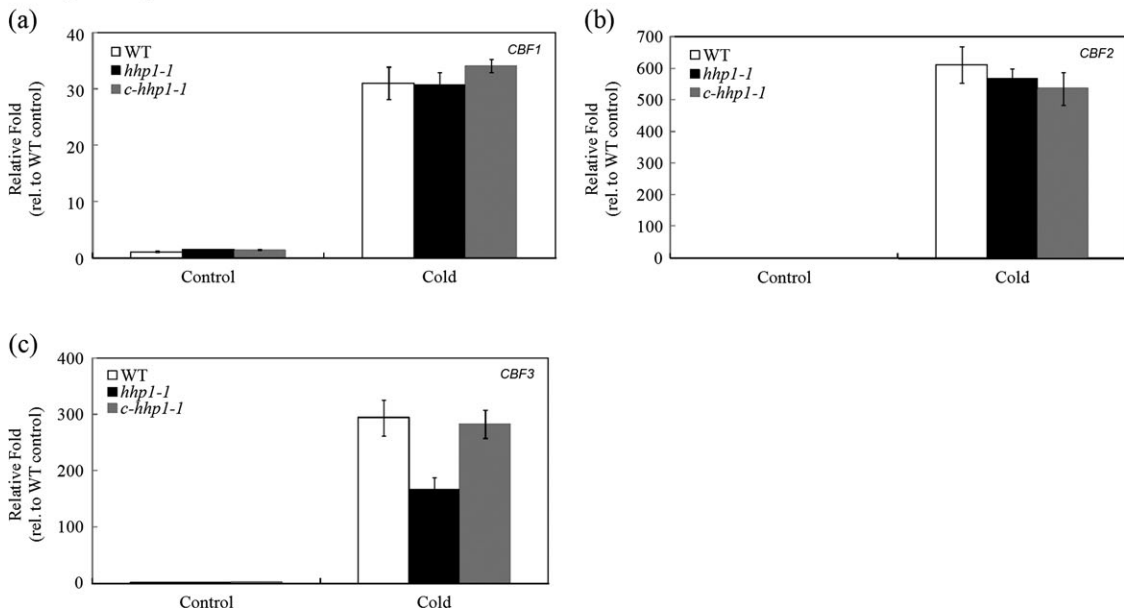 (a)
40
30
20
10
0
Relative Fold
(rel. to WT control)
WT
hhp1-1
c-hhp1-1
CBF1
Control Cold
(b)
700
600
500
400
300
200
100
0
Relative Fold
(rel. to WT control)
WT
hhp1-1
c-hhp1-1
CBF2
Control Cold
(c)
400
300
200
100
0
Relative Fold
(rel. to WT control)
WT
hhp1-1
c-hhp1-1
CBF3
Control Cold